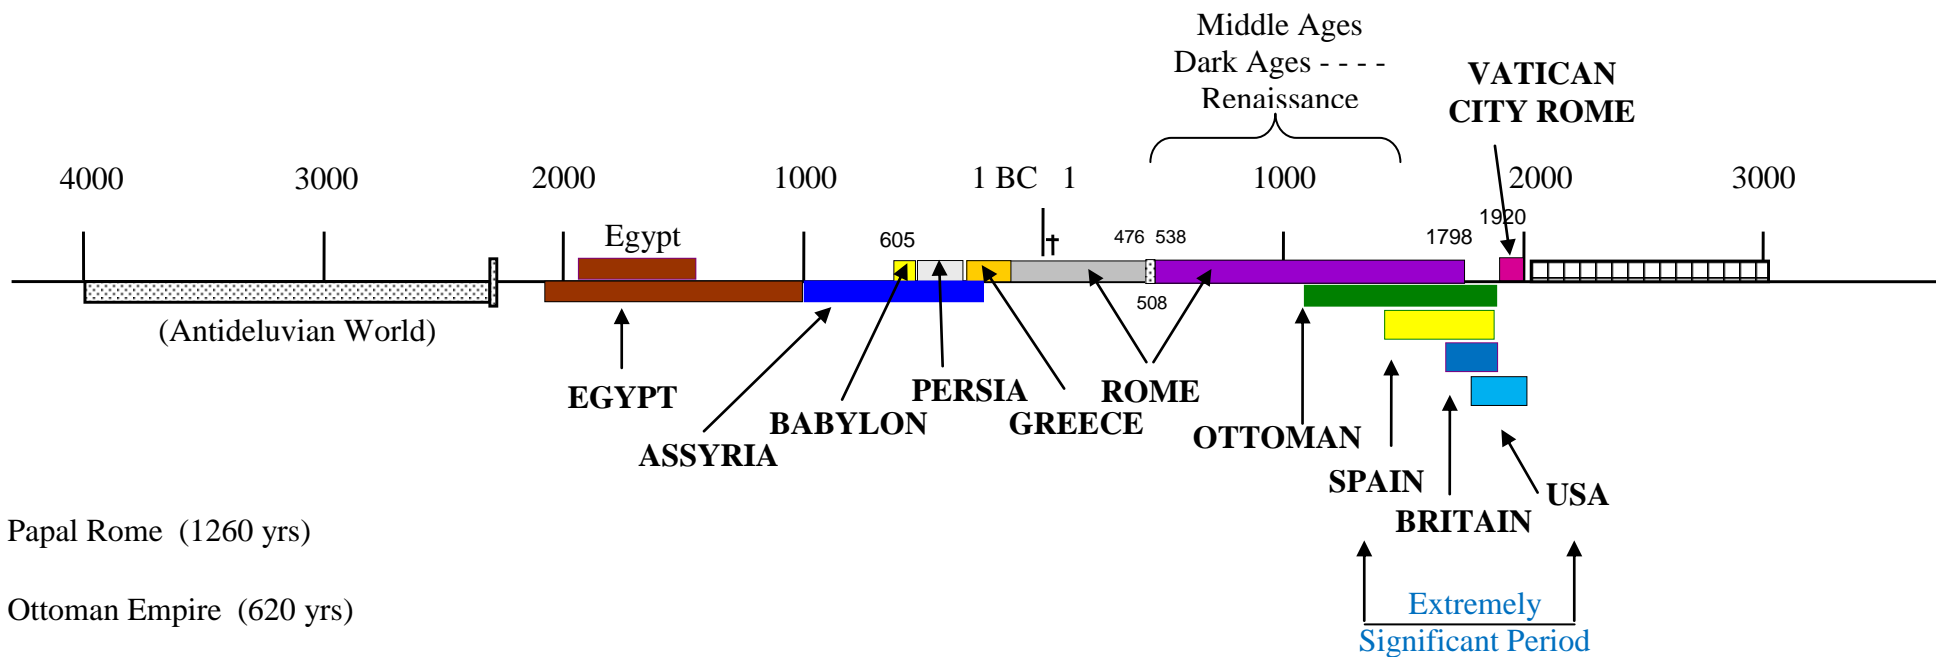 Middle Ages
Dark Ages - - - -
Renaissance
VATICAN
CITY ROME
4000 3000 2000 1000 1 BC 1 1000 2000 3000
1920
Egypt 605 476 538 1798
508
(Antideluvian World)
EGYPT
PERSIA ROME
BABYLON GREECE
ASSYRIA
OTTOMAN
SPAIN
USA
BRITAIN
Papal Rome (1260 yrs)
Ottoman Empire (620 yrs)
Extremely
Significant Period